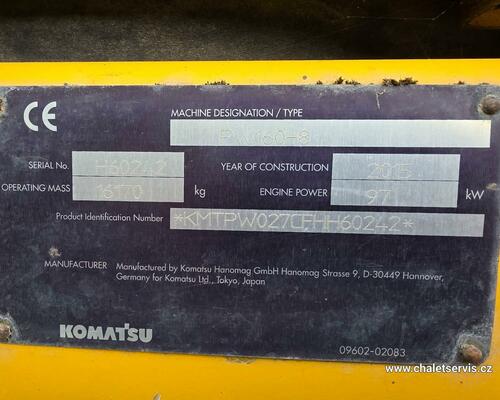 CE
MACHINE DESIGNATION / TYPE
PW160-8
SERIAL No. H60242 YEAR OF CONSTRUCTION 2015
OPERATING MASS 16170 kg ENGINE POWER 97 kW
Product Identification Number *KMTPW027CEHH60242*
MANUFACTURER Manufactured by Komatsu Hanomag GmbH Hanomag Strasse 9, D-30449 Hannover,
Germany for Komatsu Ltd., Tokyo, Japan
KOMATSU
09602-02083
www.chaletservis.cz